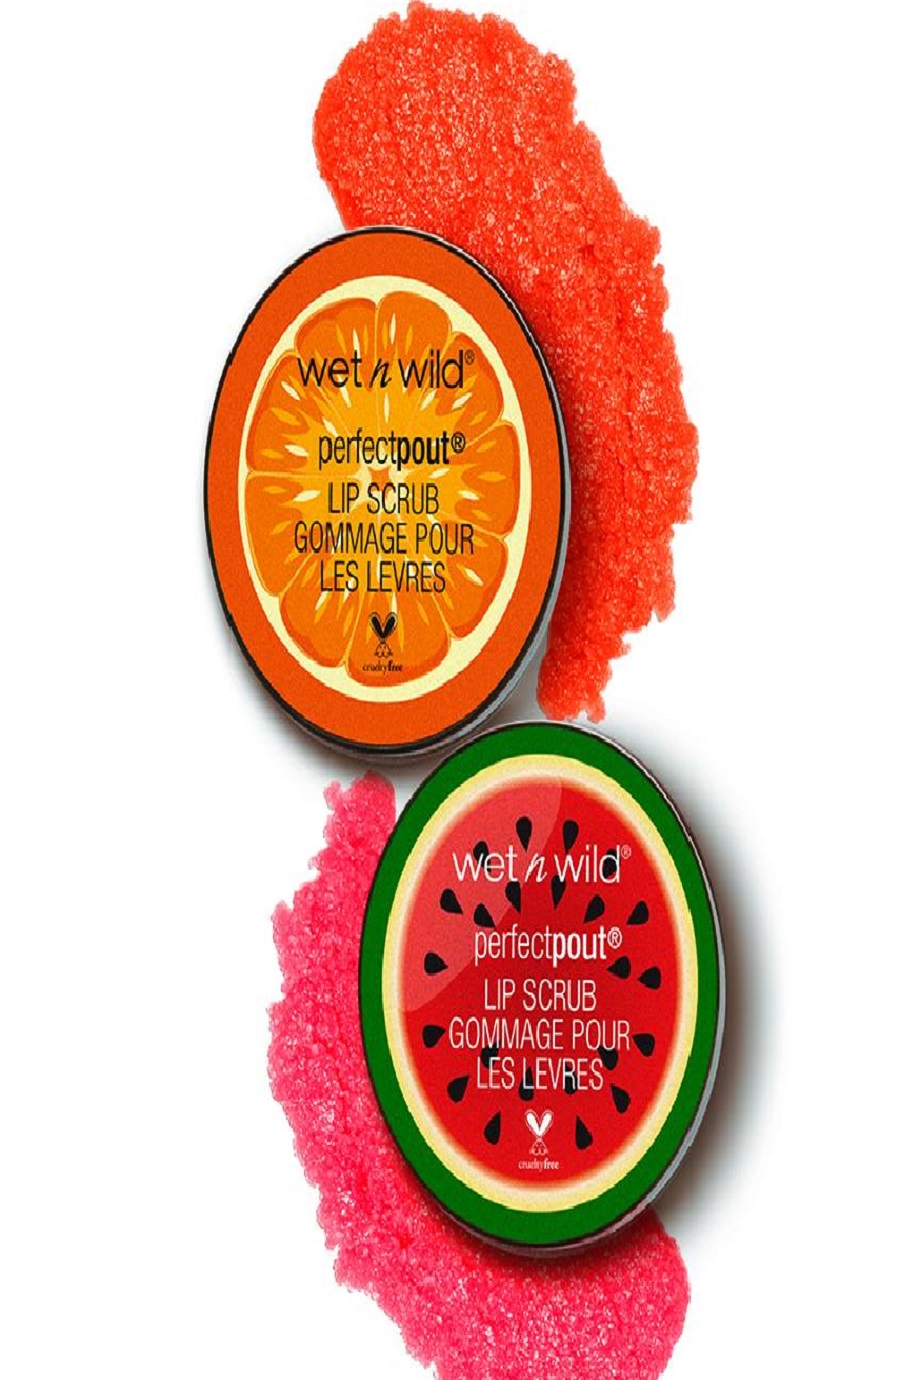 wet n wild®
perfectpout®
LIP SCRUB
GOMMAGE POUR
LES LEVRES
crueltyfree
wet n wild®
perfectpout®
LIP SCRUB
GOMMAGE POUR
LES LEVRES
crueltyfree